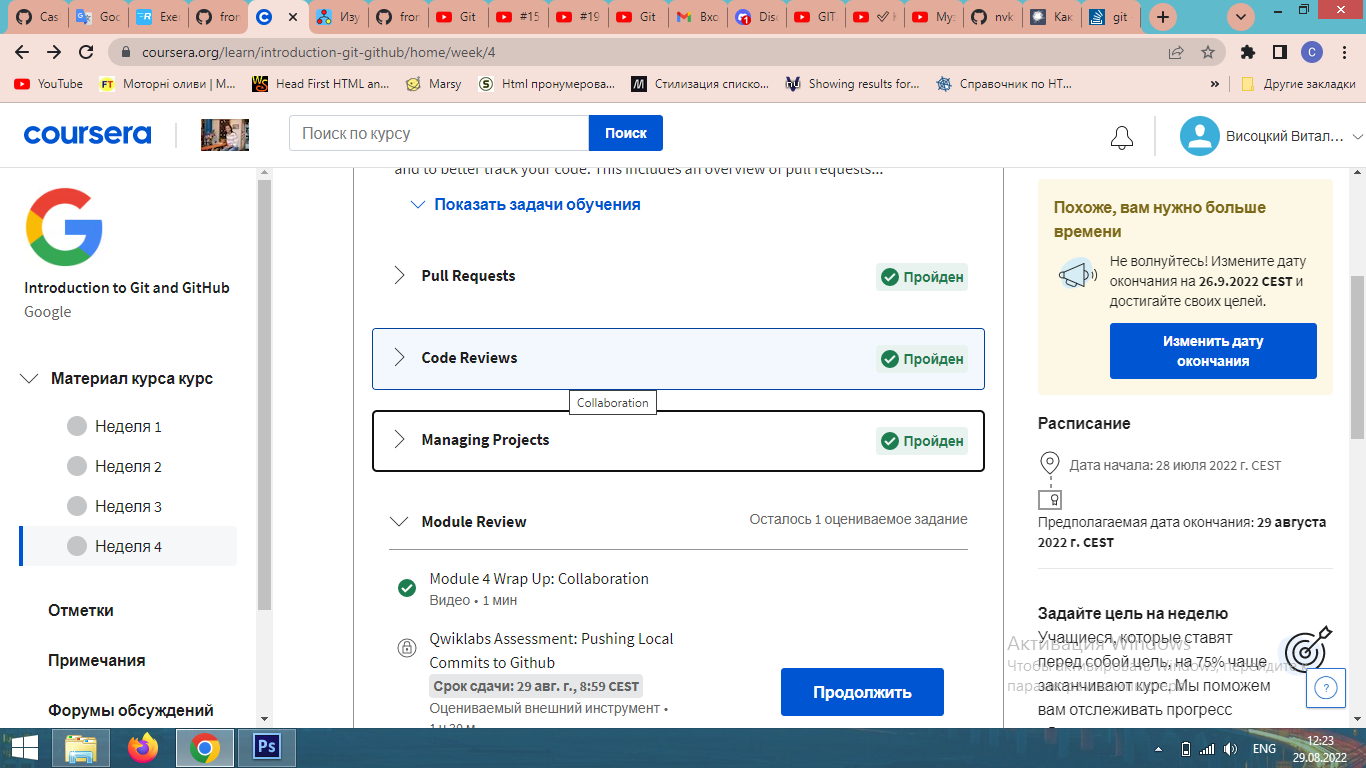 Cas
Goo
Exe
fron
Изу
fron
Git
#15
#19
Git
Вхо
Disc
GIT
Му
nvk
Как
git
coursera.org/learn/introduction-git-github/home/week/4
C
YouTube
FT Моторні оливи | М...
Head First HTML an...
Marsy
Html пронумерова...
Стилизация списко...
Showing results for...
Справочник по HT...
»
Другие закладки
coursera
Поиск по курсу
Поиск
Висоцкий Витал...
Introduction to Git and GitHub
Google
Материал курса курс
Неделя 1
Неделя 2
Неделя 3
Неделя 4
Отметки
Примечания
Форумы обсуждений
and to better track your code. This includes an overview of pull requests...
Показать задачи обучения
Pull Requests
Пройден
Code Reviews
Пройден
Collaboration
Managing Projects
Пройден
Module Review
Осталось 1 оцениваемое задание
Module 4 Wrap Up: Collaboration
Видео • 1 мин
Qwiklabs Assessment: Pushing Local
Commits to Github
Срок сдачи: 29 авг. г., 8:59 CEST
Оцениваемый внешний инструмент •
1 ч 30 м
Продолжить
Похоже, вам нужно больше
времени
Не волнуйтесь! Измените дату
окончания на 26.9.2022 CEST и
достигайте своих целей.
Изменить дату
окончания
Расписание
Дата начала: 28 июля 2022 г. CEST
Предполагаемая дата окончания: 29 августа
2022 г. CEST
Задайте цель на неделю
Учащиеся, которые ставят
перед собой цель, на 75% чаще
заканчивают курс. Мы поможем
вам отслеживать прогресс
Активация Windows
Чтобы активировать Windows, перейдите в
Ps
ENG
12:23
29.08.2022